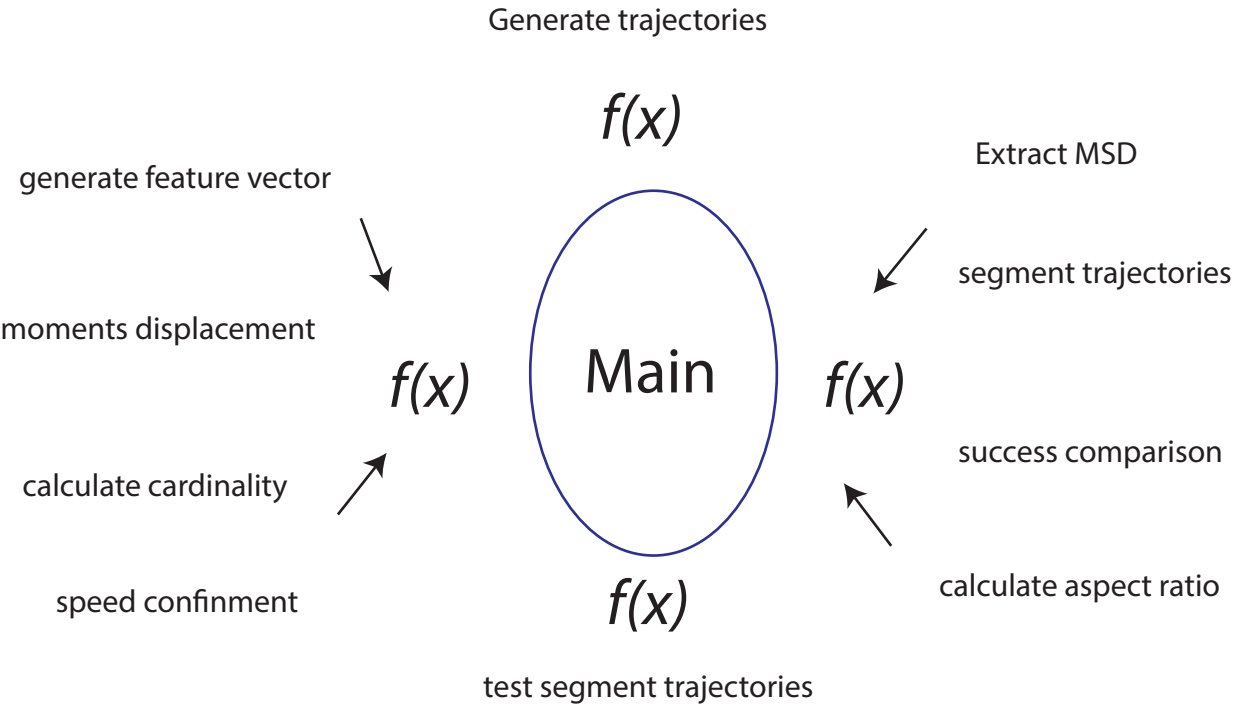 Generate trajectories
f(x)
Extract MSD
generate feature vector
segment trajectories
moments displacement
Main
f(x)
f(x)
success comparison
calculate cardinality
calculate aspect ratio
speed confinment
f(x)
test segment trajectories